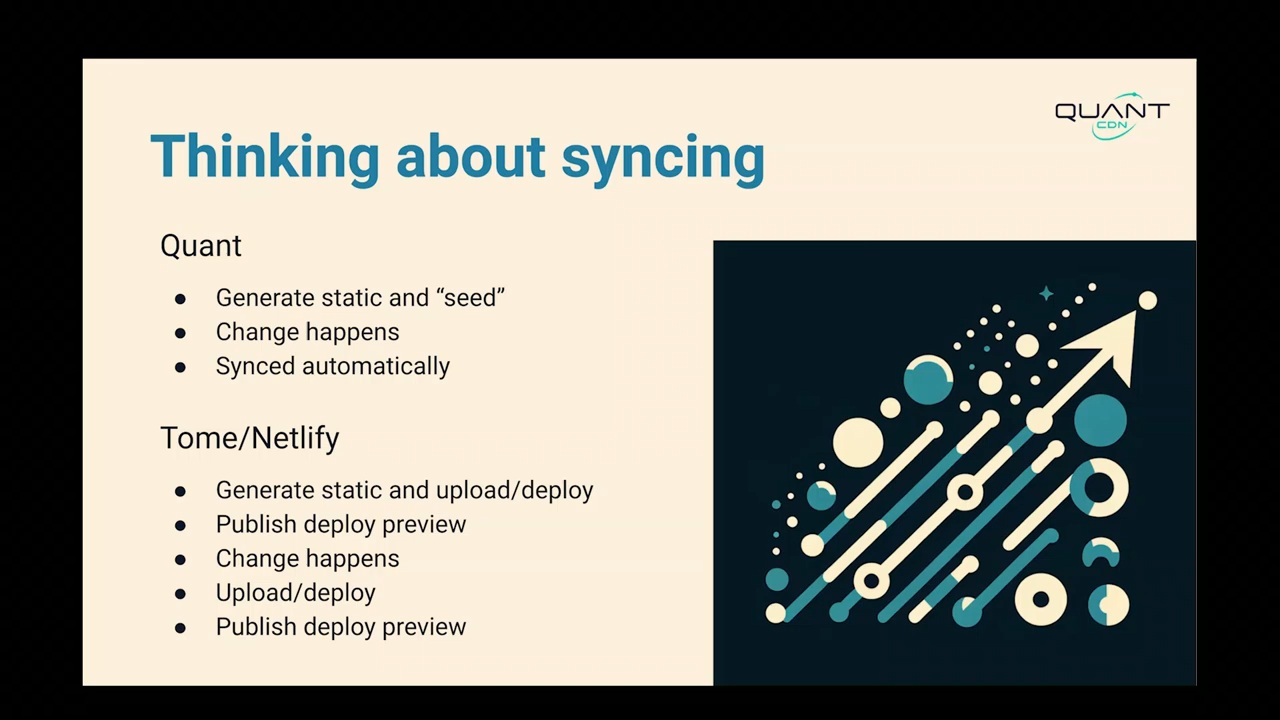 QUANT
CDN
Thinking about syncing
Quant
● Generate static and “seed”
● Change happens
● Synced automatically
Tome/Netlify
● Generate static and upload/deploy
● Publish deploy preview
● Change happens
● Upload/deploy
● Publish deploy preview